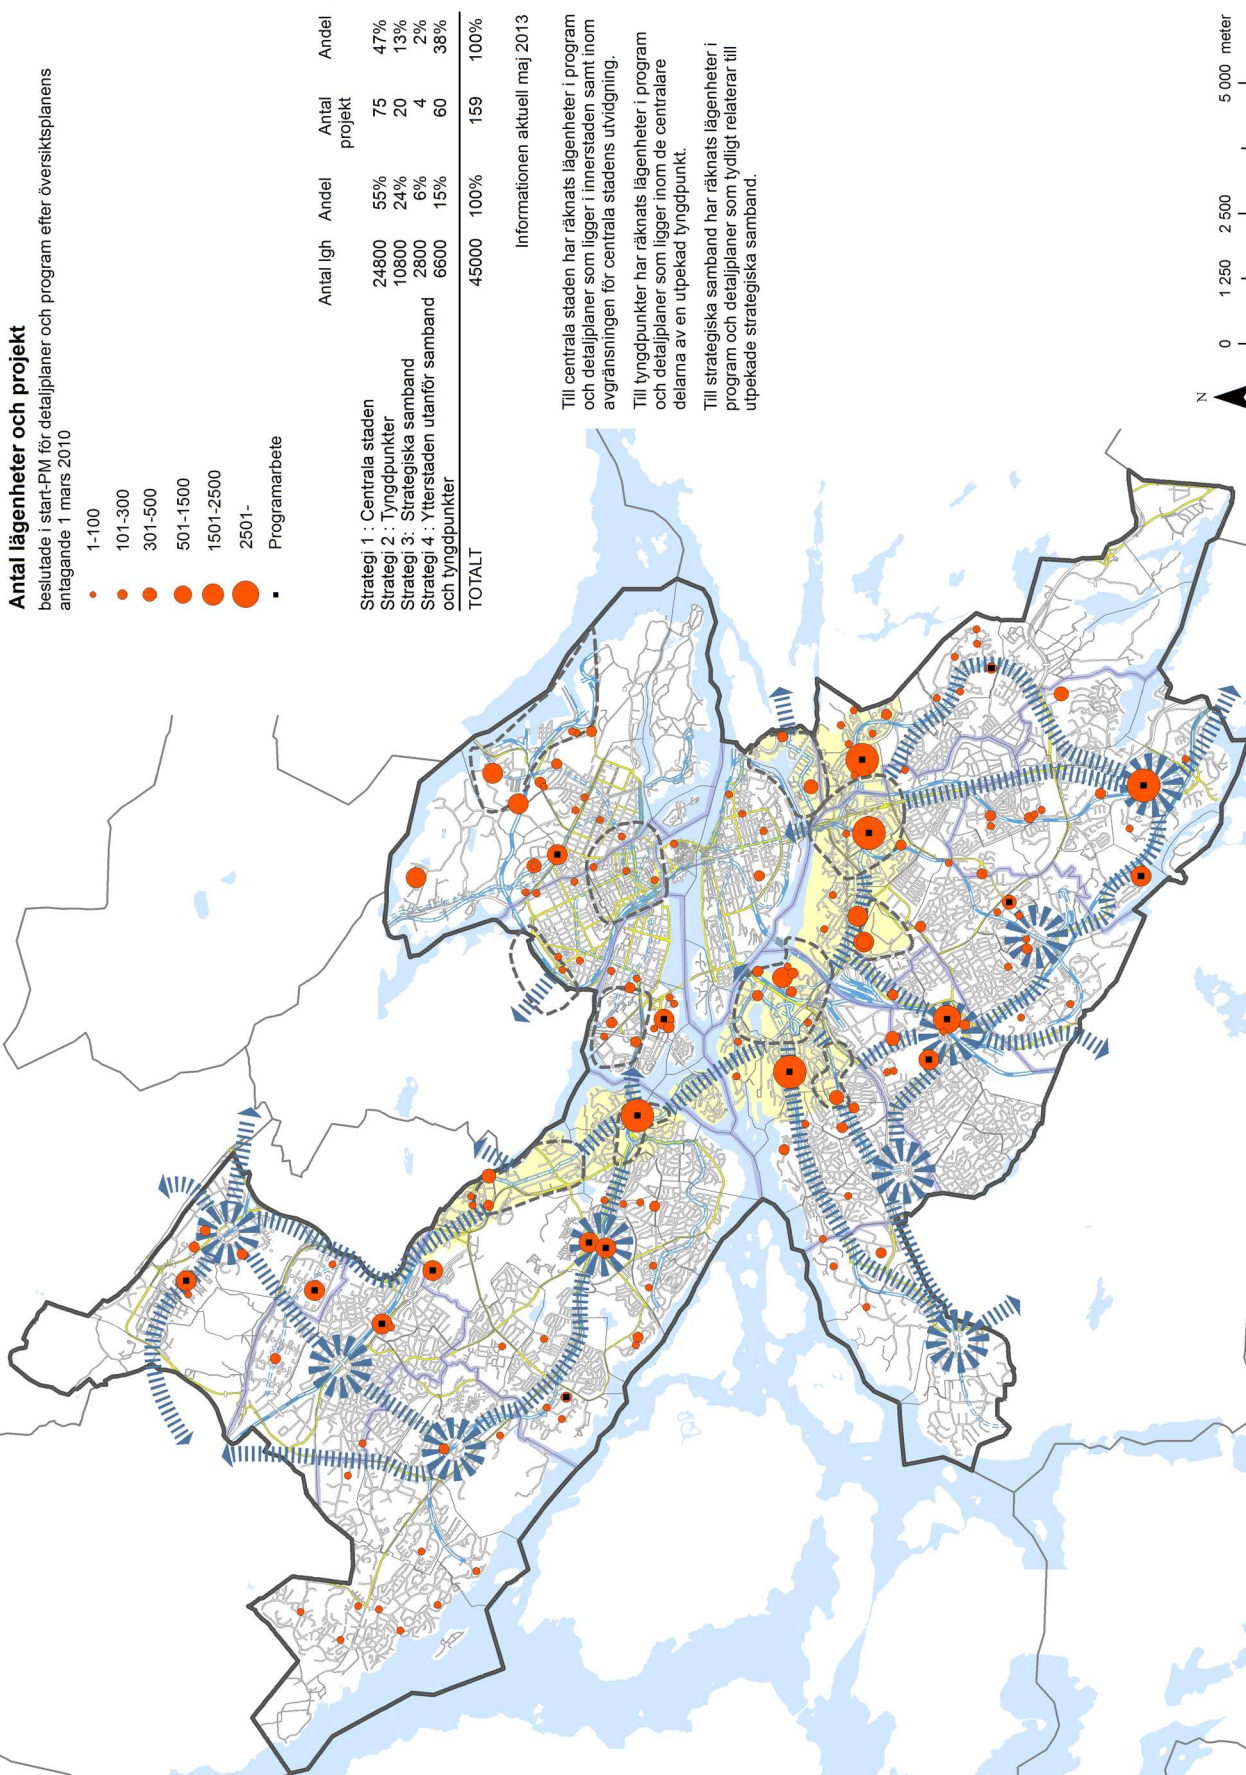 Antal lägenheter och projekt
beslutade i start-PM för detaljplaner och program efter översiktsplanens
antagande 1 mars 2010
1-100
101-300
301-500
501-1500
1501-2500
2501-
Programarbete
Antal lgh Andel Antal projekt Andel
Strategi 1 : Centrala staden 24800 55% 75 47%
Strategi 2 : Tyngdpunkter 10800 24% 20 13%
Strategi 3: Strategiska samband 2800 6% 4 2%
Strategi 4 : Ytterstaden utanför samband 6600 15% 60 38%
och tyngdpunkter
TOTALT 45000 100% 159 100%
Informationen aktuell maj 2013
Till centrala staden har räknats lägenheter i program
och detaljplaner som ligger i innerstaden samt inom
avgränsningen för centrala stadens utvidgning.
Till tyngdpunkter har räknats lägenheter i program
och detaljplaner som ligger inom de centralare
delarna av en utpekad tyngdpunkt.
Till strategiska samband har räknats lägenheter i
program och detaljplaner som tydligt relaterar till
utpekade strategiska samband.
N
0 1 250 2 500 5 000 meter